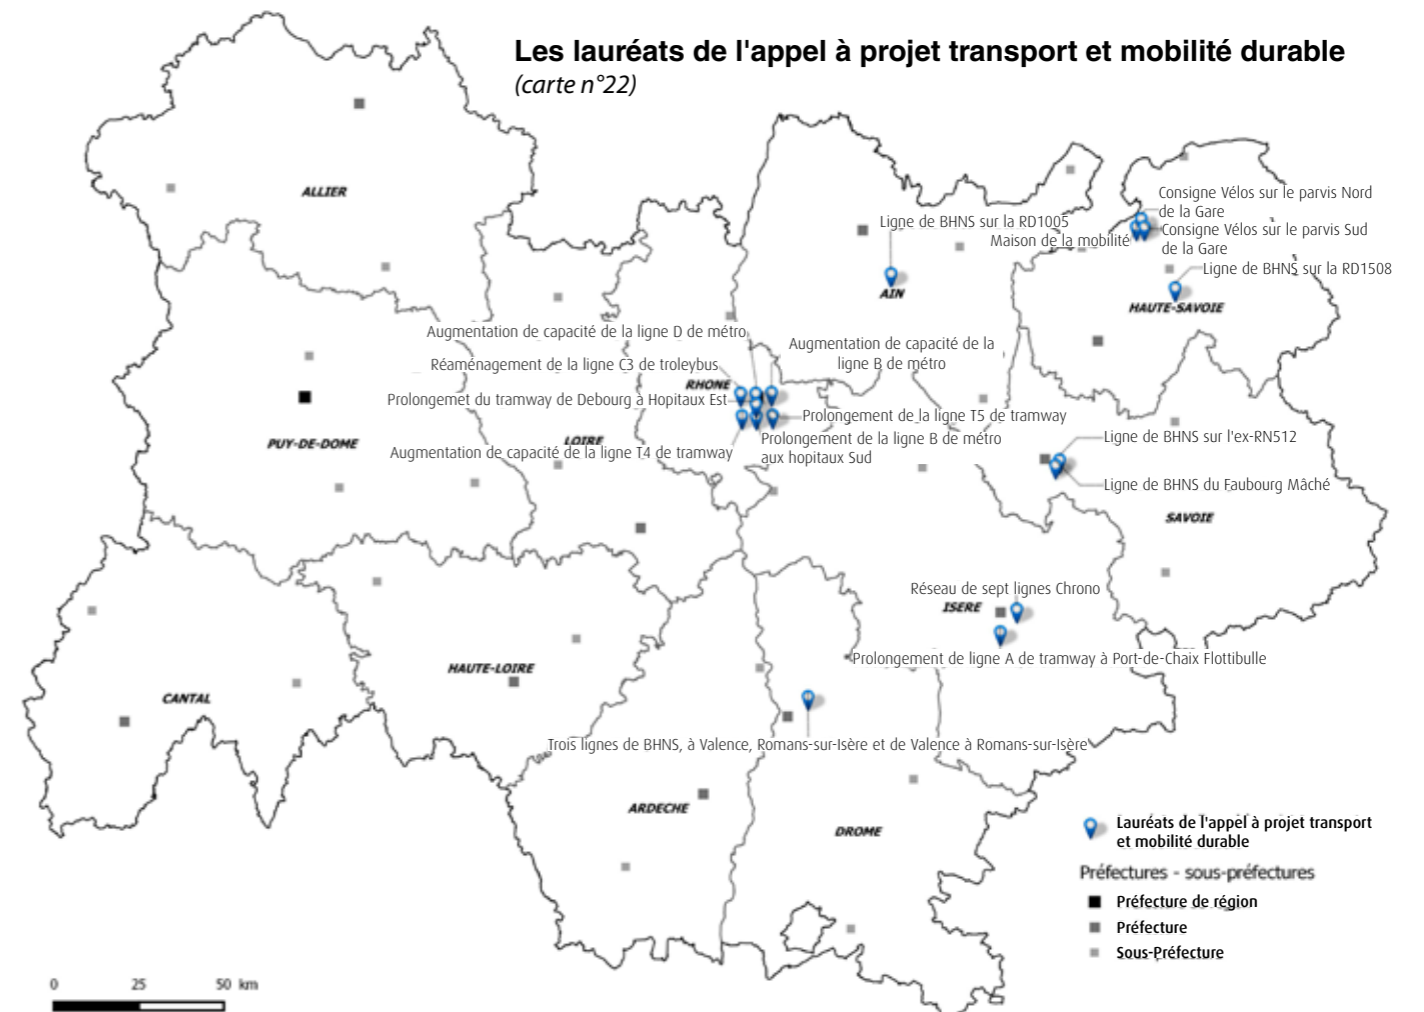 Les lauréats de l'appel à projet transport et mobilité durable
(carte n°22)
ALLIER
Consigne Vélos sur le parvis Nord
de la Gare
Ligne de BHNS sur la RD1005
Consigne Vélos sur le parvis Sud
de la Gare
Maison de la mobilité
Ligne de BHNS sur la RD1508
AIN
HAUTE-SAVOIE
Augmentation de capacité de la ligne D de métro
Augmentation de capacité de la
ligne B de métro
Réaménagement de la ligne C3 de troleybus
RHONE
Prolongemet du tramway de Debourg à Hopitaux Est
Prolongement de la ligne T5 de tramway
PUY-DE-DOME
LOIRE
Prolongement de la ligne B de métro
aux hopitaux Sud
Augmentation de capacité de la ligne T4 de tramway
Ligne de BHNS sur l'ex-RN512
Ligne de BHNS du Faubourg Mâché
SAVOIE
Réseau de sept lignes Chrono
ISERE
Prolongement de ligne A de tramway à Port-de-Chaix Flottibulle
HAUTE-LOIRE
CANTAL
Trois lignes de BHNS, à Valence, Romans-sur-Isère et de Valence à Romans-sur-Isère
ARDECHE
DROME
Lauréats de l'appel à projet transport
et mobilité durable
Préfectures - sous-préfectures
Préfecture de région
Préfecture
Sous-Préfecture
0 25 50 km